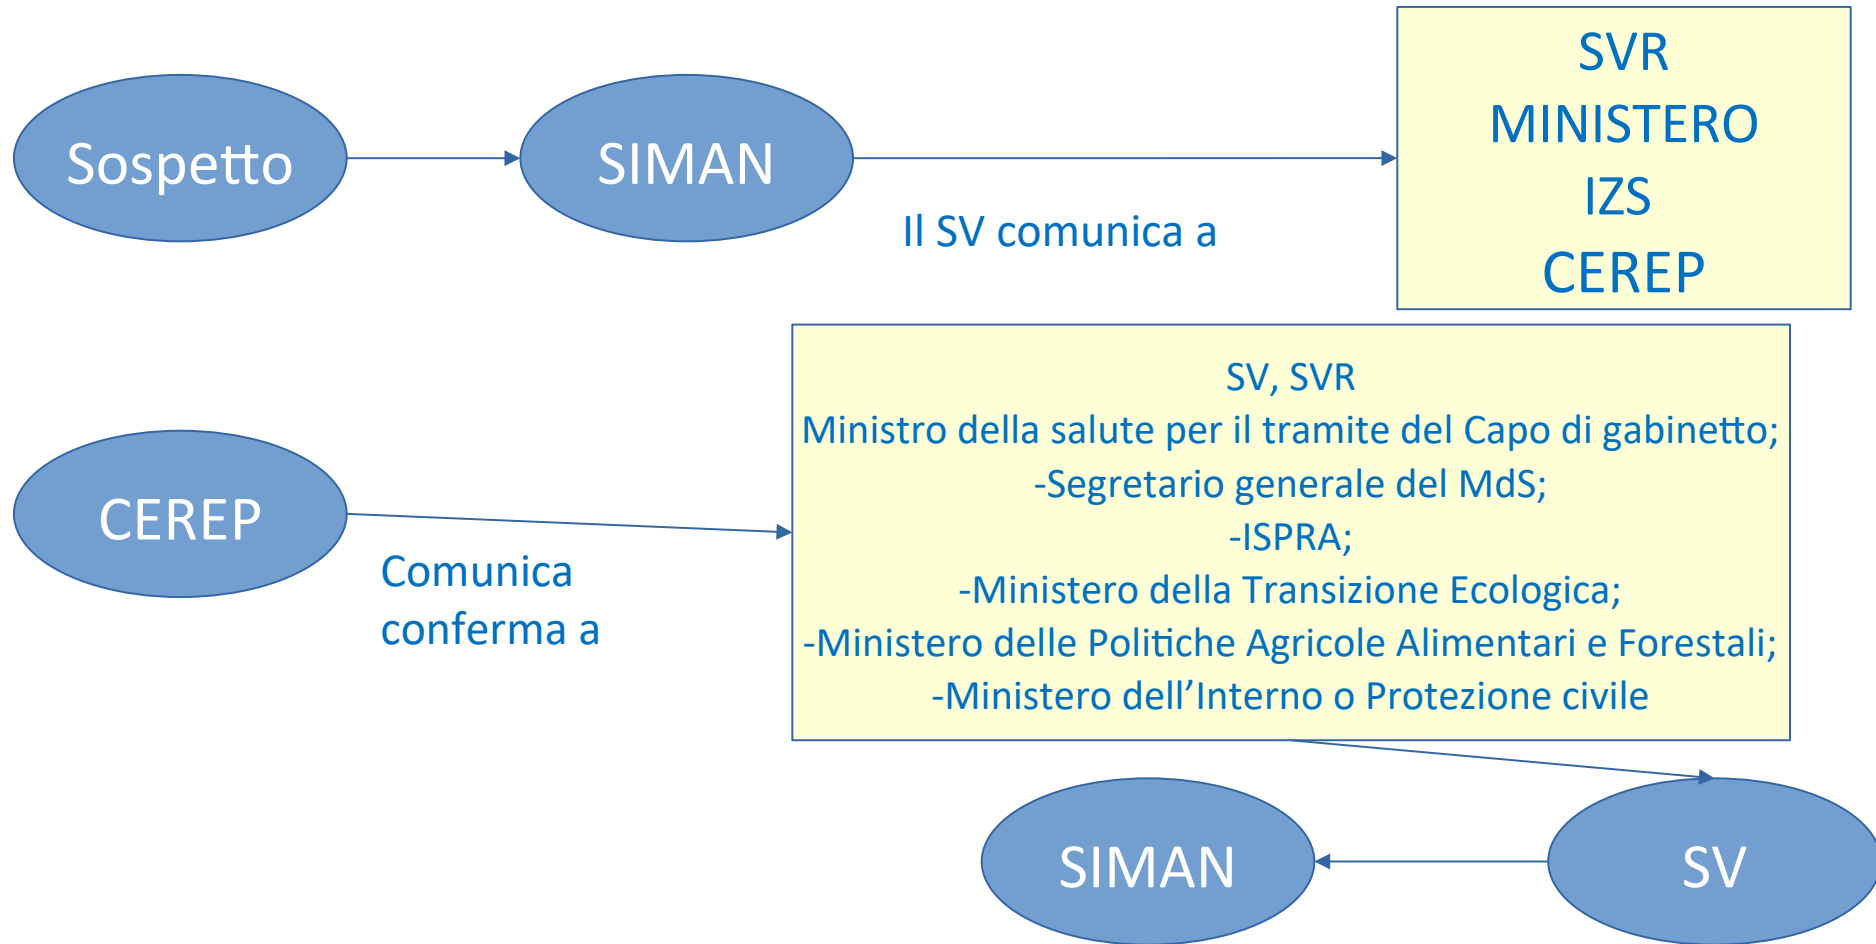 Sospetto
SIMAN
Il SV comunica a
SVR
MINISTERO
IZS
CEREP
CEREP
Comunica
conferma a
SV, SVR
Ministro della salute per il tramite del Capo di gabinetto;
-Segretario generale del MdS;
-ISPRA;
-Ministero della Transizione Ecologica;
-Ministero delle Politiche Agricole Alimentari e Forestali;
-Ministero dell’Interno o Protezione civile
SIMAN
SV